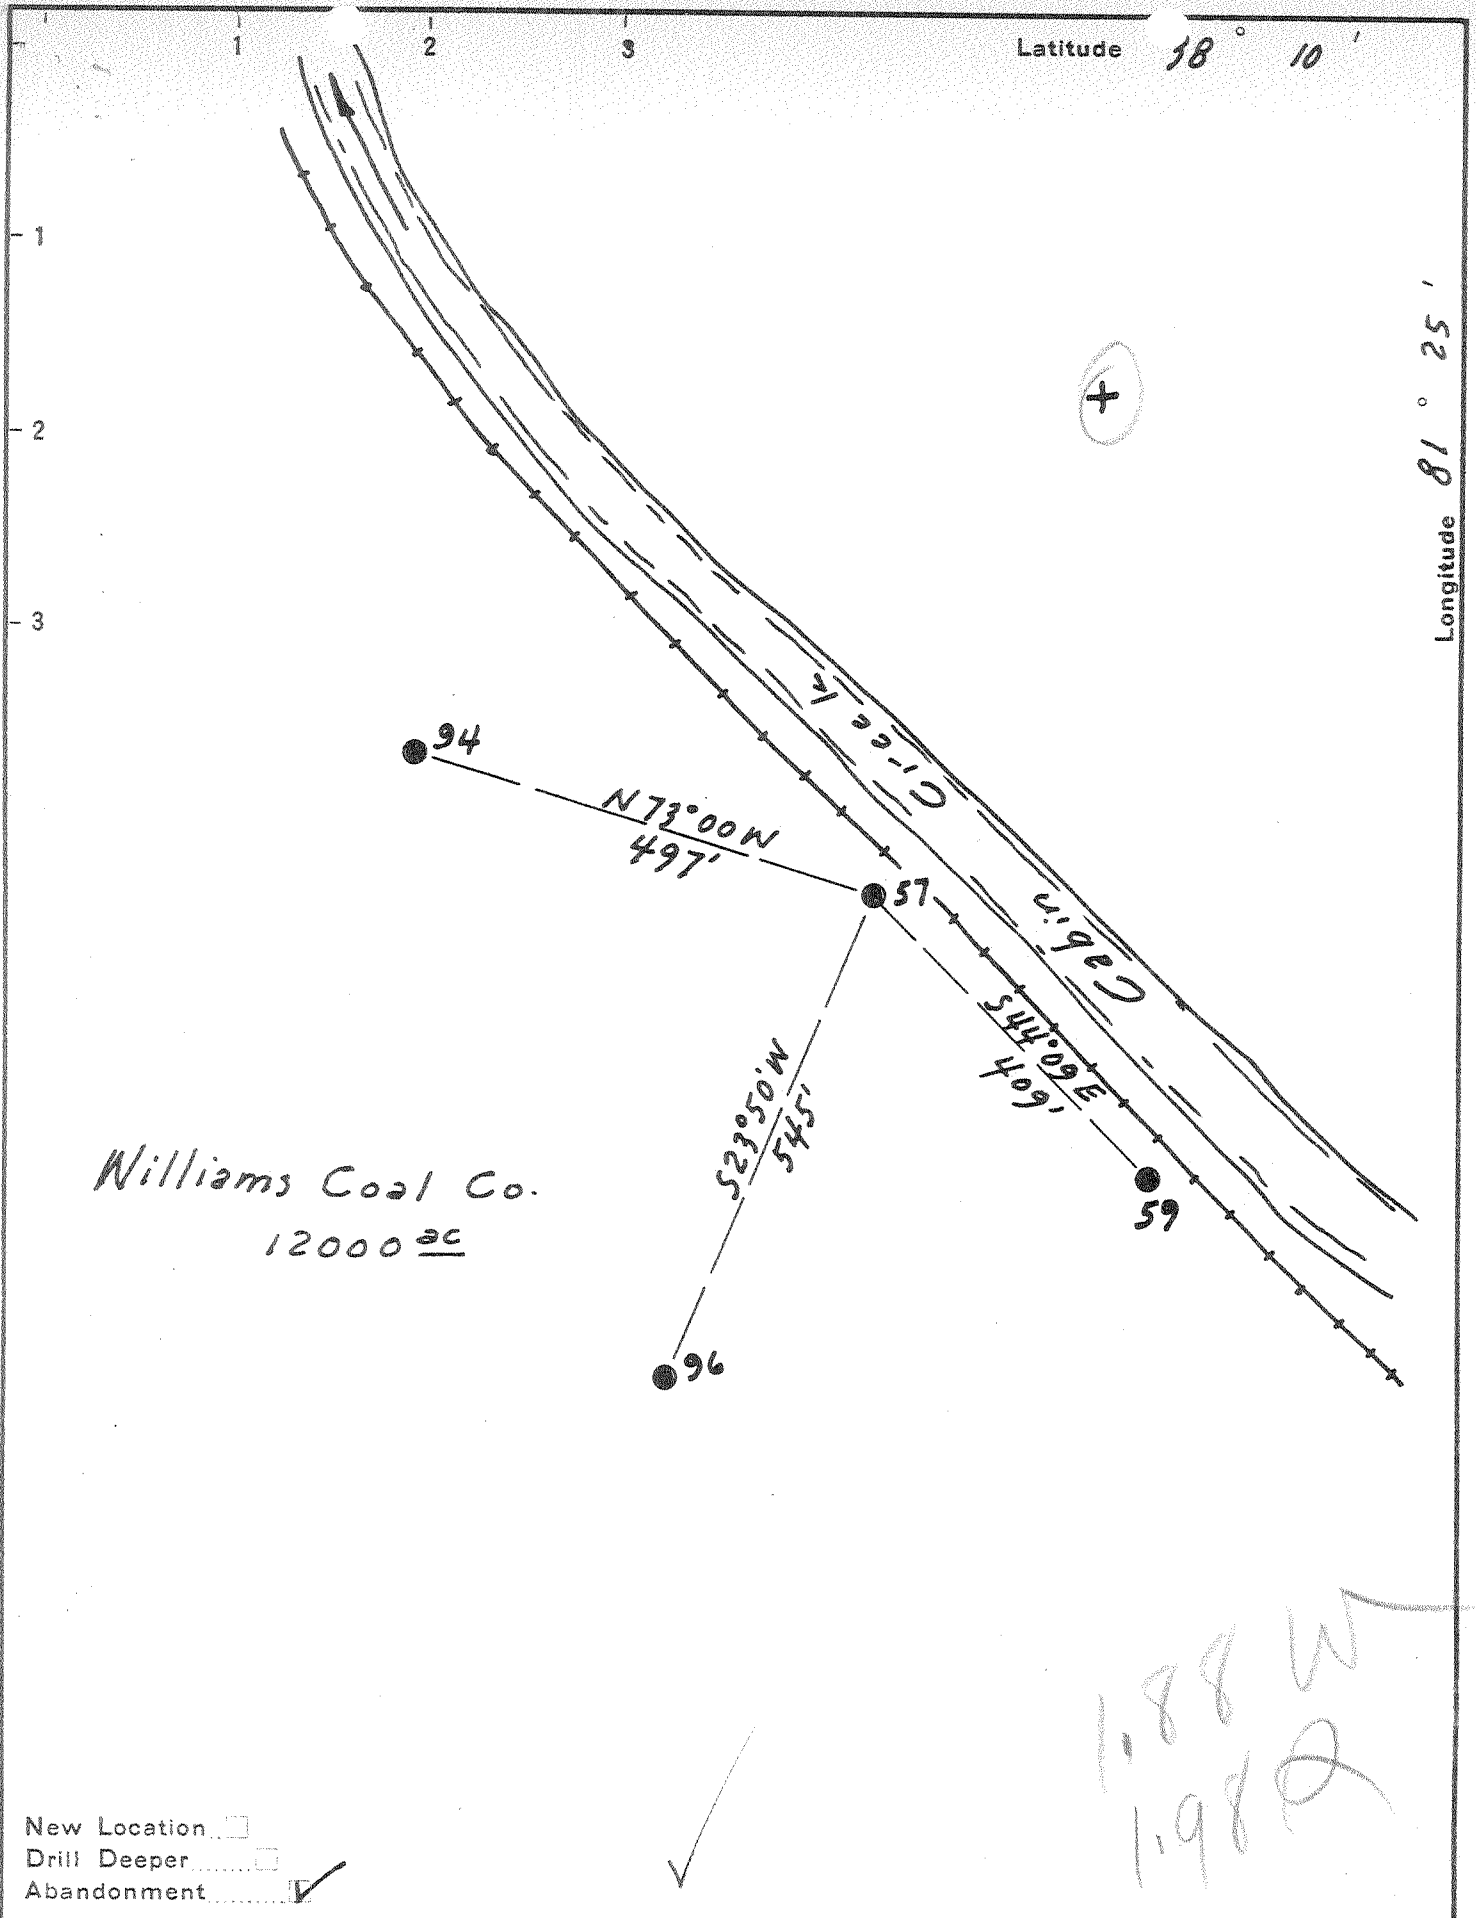 1 2 3 Latitude 38° 10'
1
2
3
Longitude 81° 25'
+
Creek
Cabin
94
N73°00W
497'
57
S44°09E
409'
59
S23°50'W
545'
96
Williams Coal Co.
12000 ac
1.88 W
1.98
New Location
Drill Deeper
Abandonment